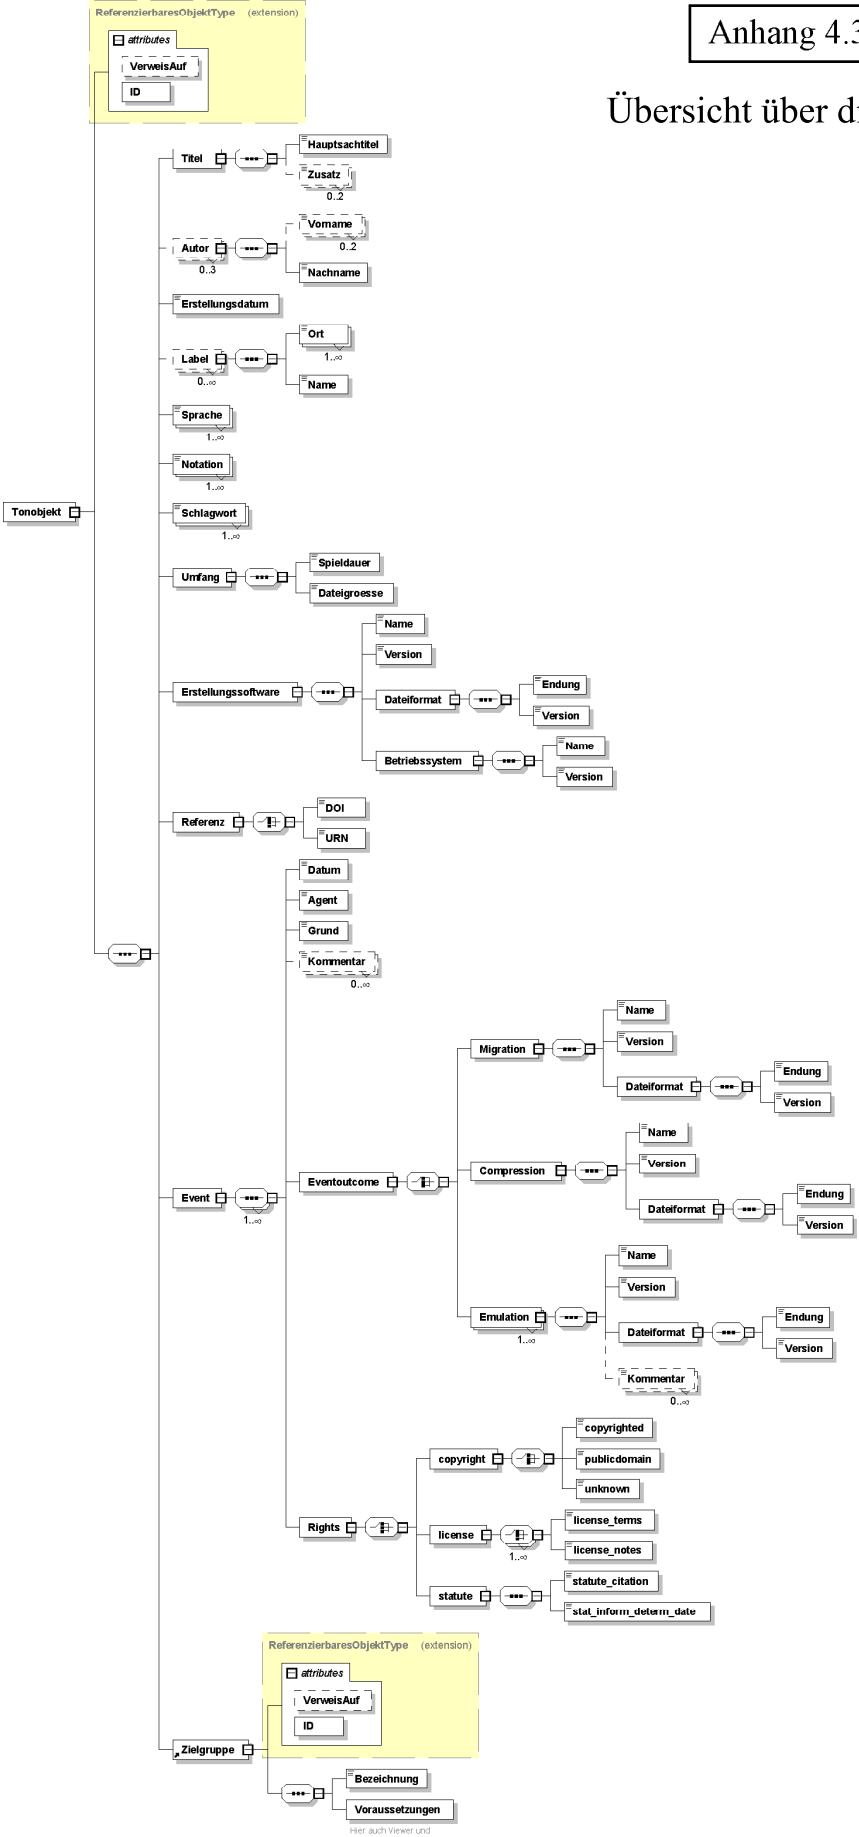 ReferenzierbaresObjektType (extension)
attributes
VerweisAuf
ID
Anhang 4.3
Übersicht über di
Titel
Hauptsachtitel
Zusatz
0..2
Autor
0..3
Vorname
0..2
Nachname
Erstellungsdatum
Label
0..∞
Ort
1..∞
Name
Sprache
1..∞
Notation
1..∞
Tonobjekt
Schlagwort
1..∞
Umfang
Spieldauer
Dateigroesse
Erstellungssoftware
Name
Version
Dateiformat
Endung
Version
Betriebssystem
Name
Version
Referenz
DOI
URN
Event
1..∞
Datum
Agent
Grund
Kommentar
0..∞
Eventoutcome
Migration
Name
Version
Dateiformat
Endung
Version
Compression
Name
Version
Dateiformat
Endung
Version
Emulation
1..∞
Name
Version
Dateiformat
Endung
Version
Kommentar
0..∞
Rights
copyright
copyrighted
publicdomain
unknown
license
1..∞
license_terms
license_notes
statute
statute_citation
stat_inform_determ_date
Zielgruppe
ReferenzierbaresObjektType (extension)
attributes
VerweisAuf
ID
Bezeichnung
Voraussetzungen
Hier auch Viewer und